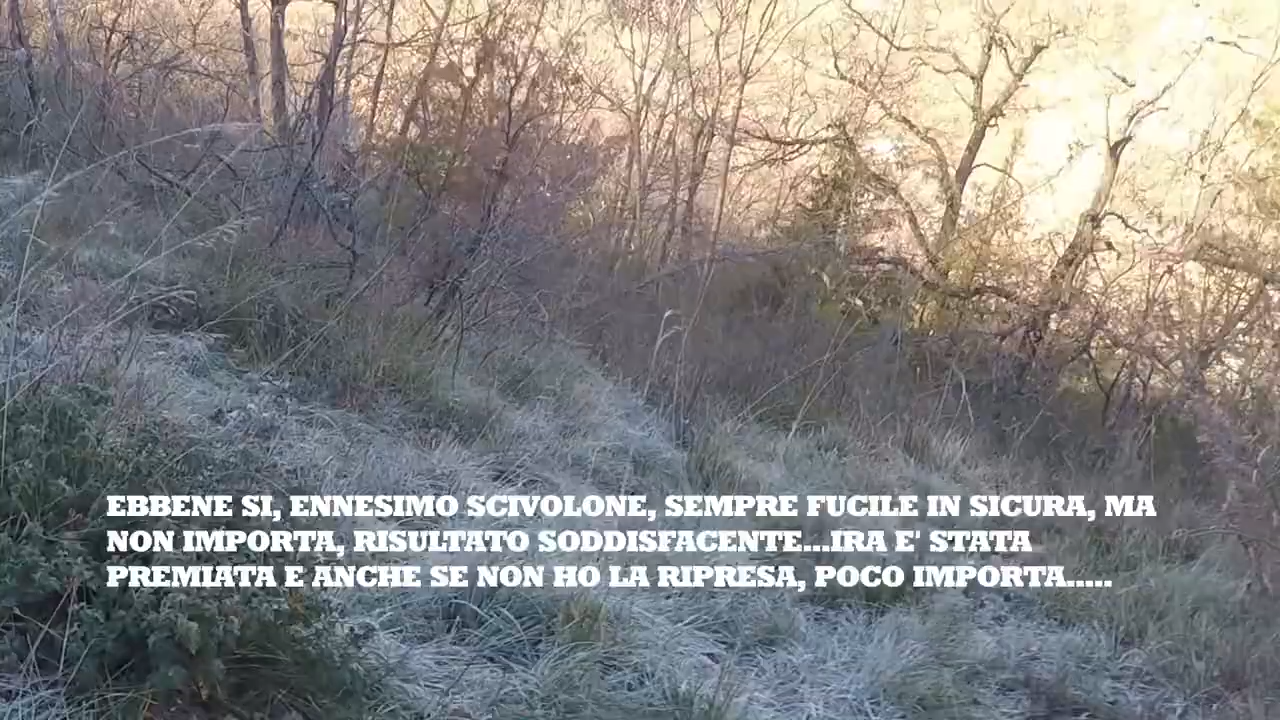 EBBENE SI, ENNESIMO SCIVOLONE, SEMPRE FUCILE IN SICURA, MA
NON IMPORTA, RISULTATO SODDISFACENTE...IRA E' STATA
PREMIATA E ANCHE SE NON HO LA RIPRESA, POCO IMPORTA.....